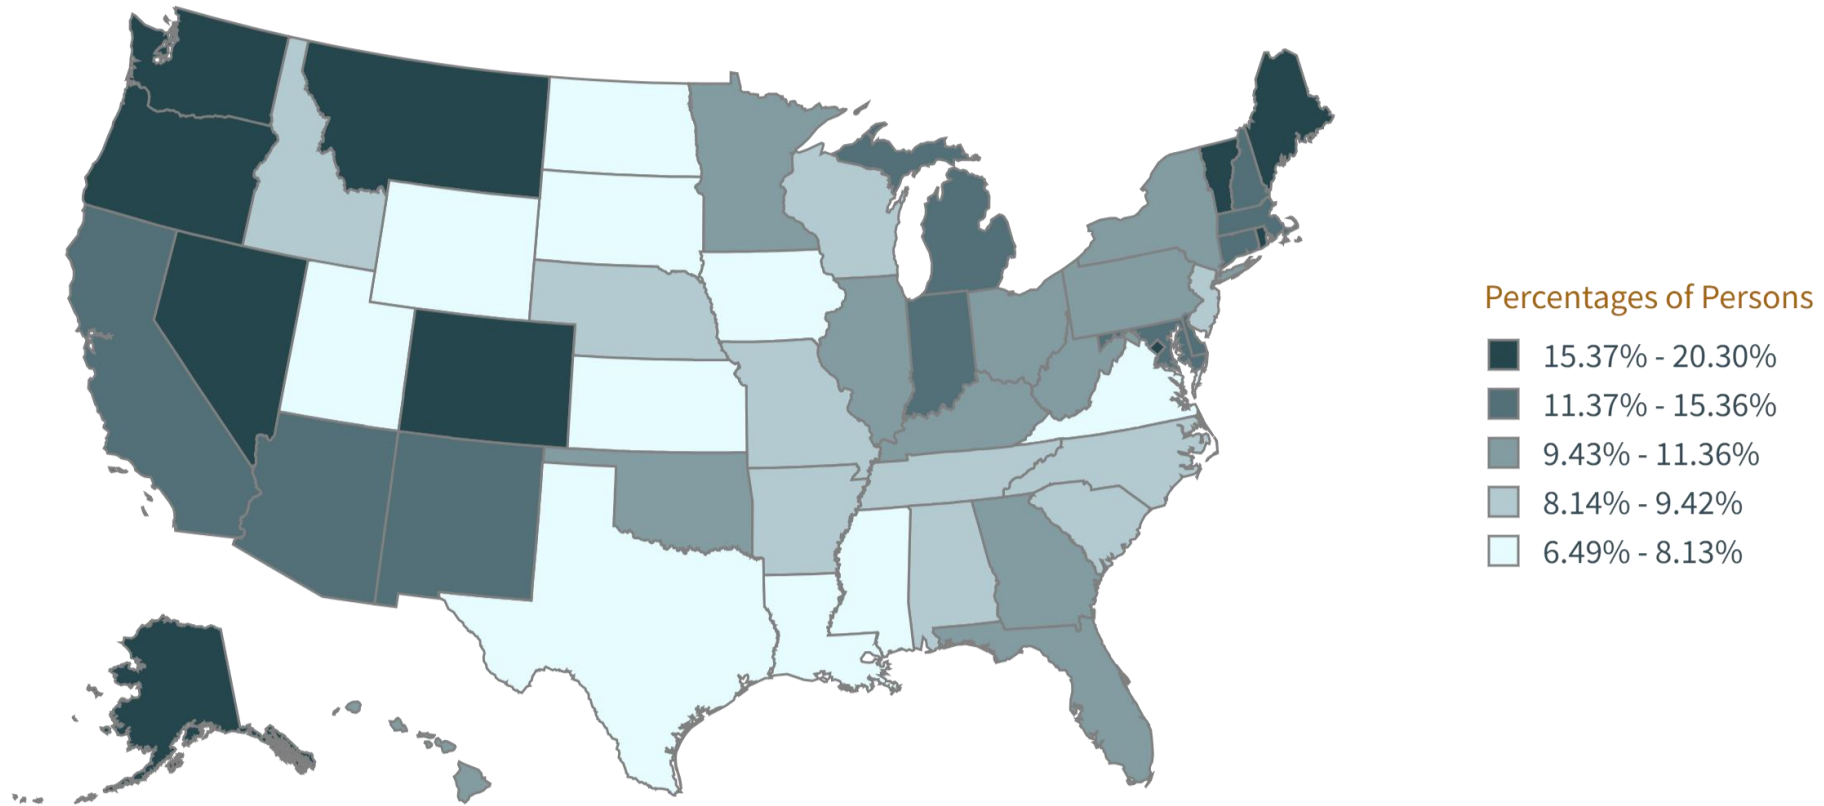 Percentages of Persons
15.37% - 20.30%
11.37% - 15.36%
9.43% - 11.36%
8.14% - 9.42%
6.49% - 8.13%